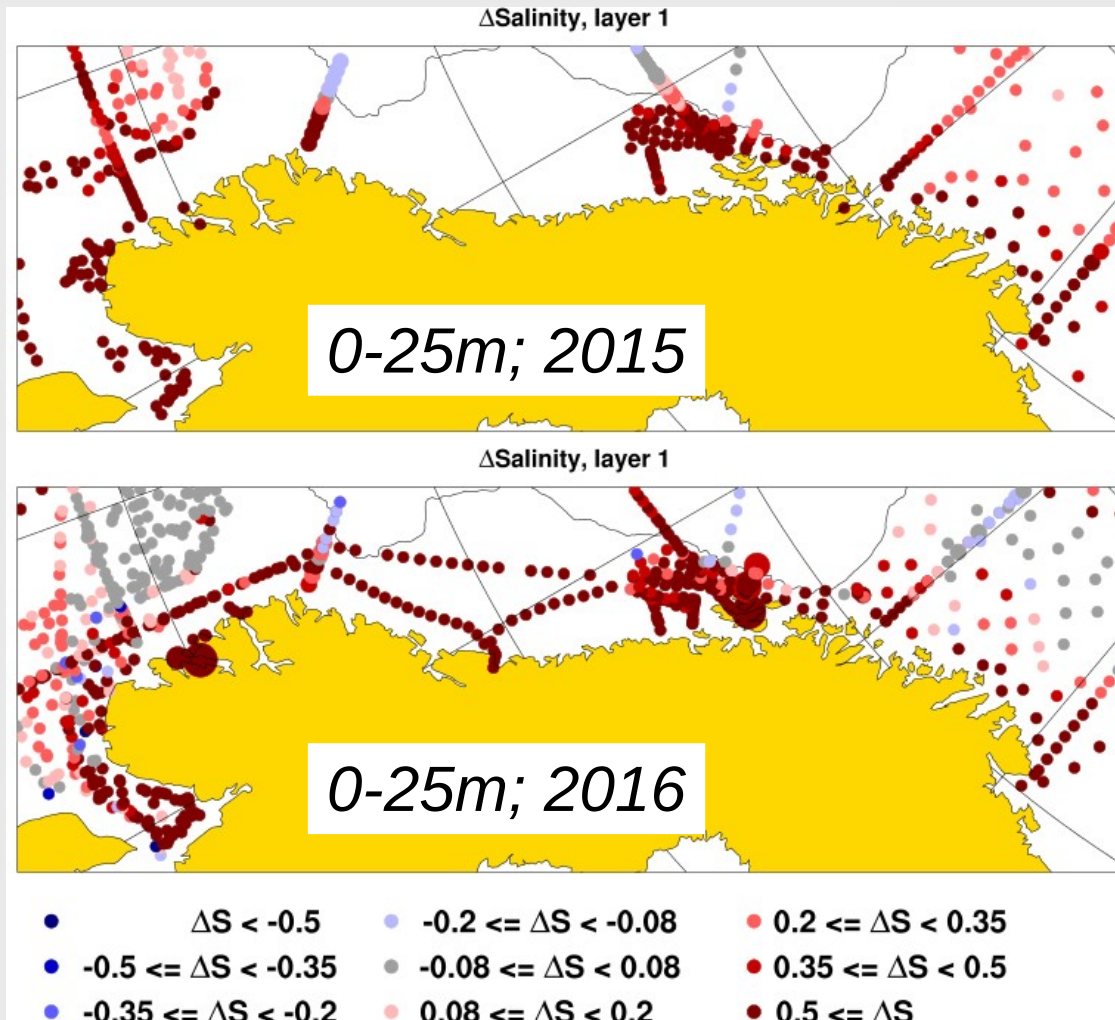 ΔSalinity, layer 1
0-25m; 2015
ΔSalinity, layer 1
0-25m; 2016
ΔS < -0.5
-0.2 <= ΔS < -0.08
0.2 <= ΔS < 0.35
-0.5 <= ΔS < -0.35
-0.08 <= ΔS < 0.08
0.35 <= ΔS < 0.5
-0.35 <= ΔS < -0.2
0.08 <= ΔS < 0.2
0.5 <= ΔS